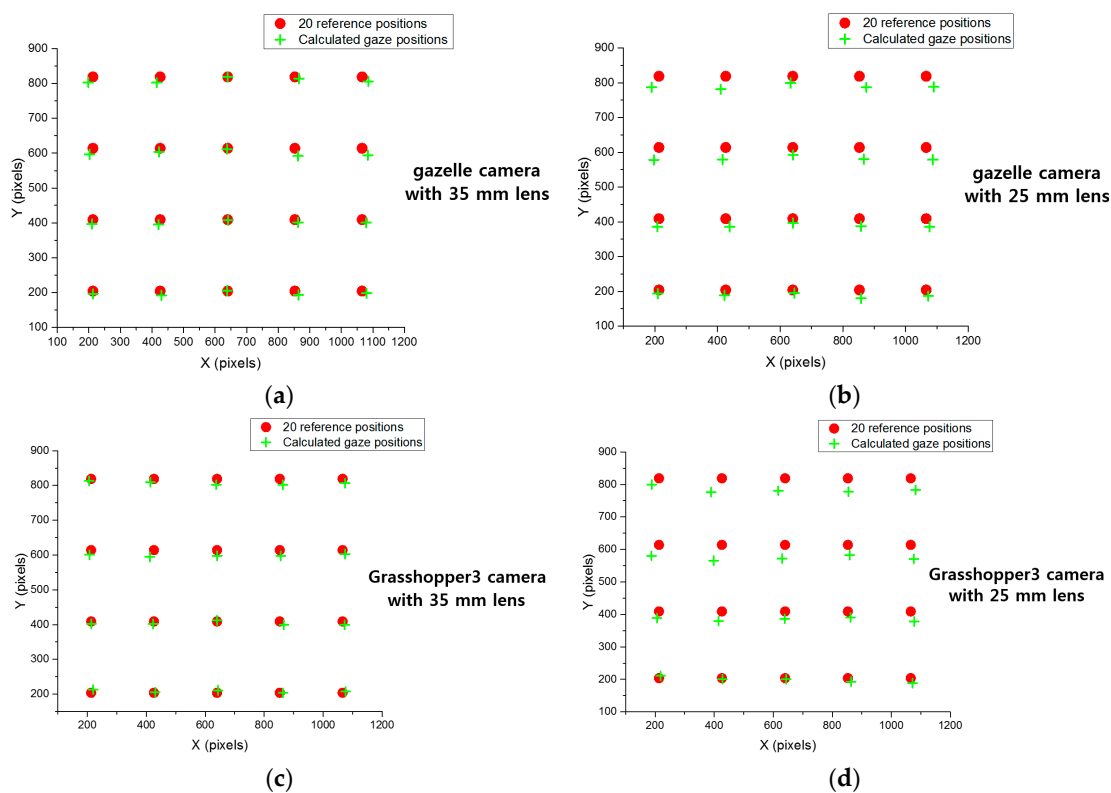 20 reference positions
Calculated gaze positions
900
800
700
600
500
400
300
200
100
Y (pixels)
100 200 300 400 500 600 700 800 900 1000 1100 1200
X (pixels)
gazelle camera
with 35 mm lens
(a)
20 reference positions
Calculated gaze positions
900
800
700
600
500
400
300
200
100
Y (pixels)
200 400 600 800 1000 1200
X (pixels)
gazelle camera
with 25 mm lens
(b)
20 reference positions
Calculated gaze positions
900
800
700
600
500
400
300
200
Y (pixels)
200 400 600 800 1000 1200
X (pixels)
Grasshopper3 camera
with 35 mm lens
(c)
20 reference positions
Calculated gaze positions
900
800
700
600
500
400
300
200
100
Y (pixels)
200 400 600 800 1000 1200
X (pixels)
Grasshopper3 camera
with 25 mm lens
(d)